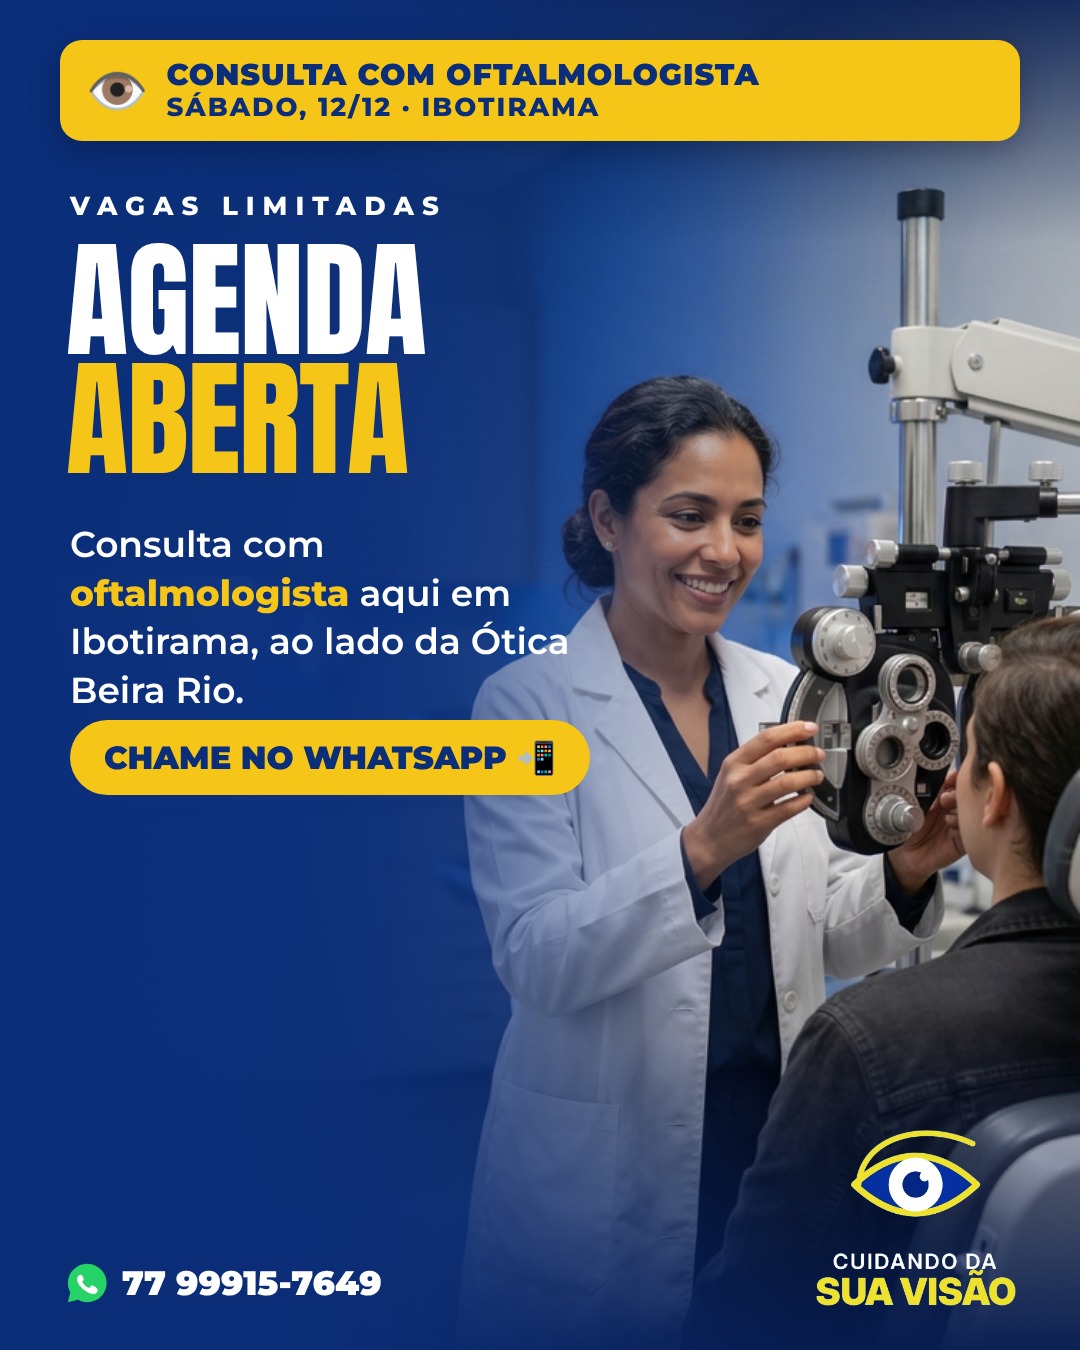 CONSULTA COM OFTALMOLOGISTA
SÁBADO, 12/12 · IBOTIRAMA
VAGAS LIMITADAS
AGENDA
ABERTA
Consulta com
oftalmologista aqui em
Ibotirama, ao lado da Ótica
Beira Rio.
CHAME NO WHATSAPP 📲
77 99915-7649
CUIDANDO DA
SUA VISÃO